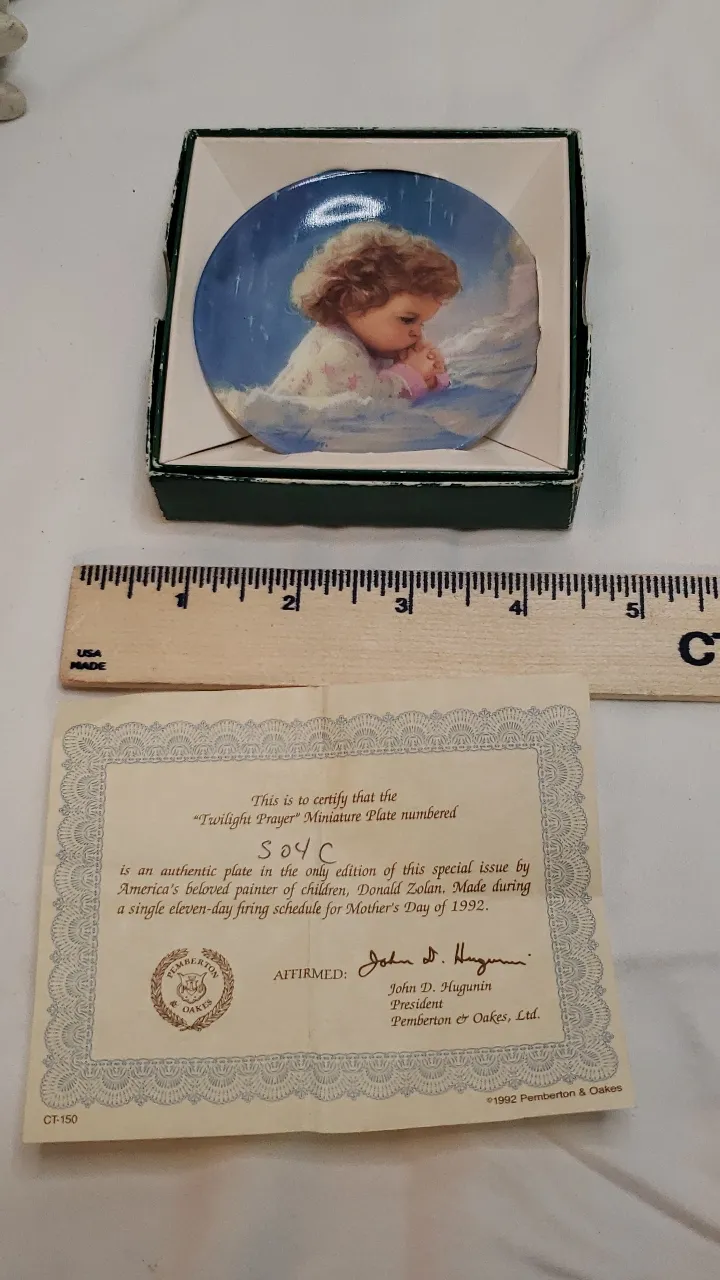 1 2 3 4 5
USA
MADE
This is to certify that the
"Twilight Prayer" Miniature Plate numbered
504C
is an authentic plate in the only edition of this special issue by
America's beloved painter of children, Donald Zolan. Made during
a single eleven-day firing schedule for Mother's Day of 1992.
PEMBERTON
& OAKES
AFFIRMED: John D. Hugunin
John D. Hugunin
President
Pemberton & Oakes, Ltd.
CT-150
©1992 Pemberton & Oakes